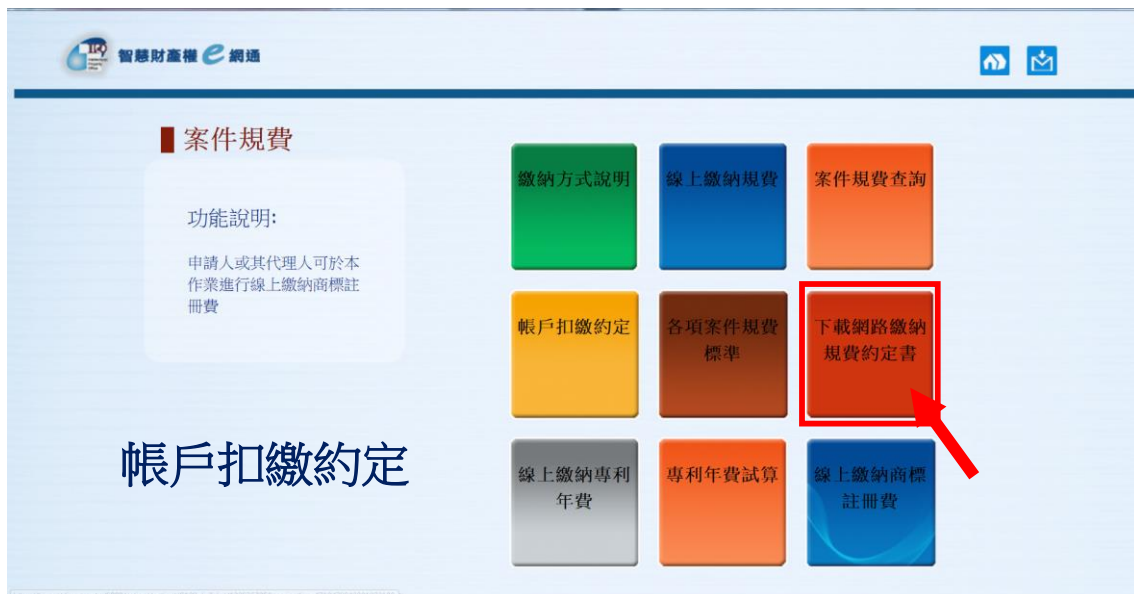 智慧財產權 e 網通
案件規費
功能說明:
申請人或其代理人可於本
作業進行線上繳納商標註
冊費
帳戶扣繳約定
繳納方式說明
線上繳納規費
案件規費查詢
帳戶扣繳約定
各項案件規費
標準
下載網路繳納
規費約定書
線上繳納專利
年費
專利年費試算
線上繳納商標
註冊費